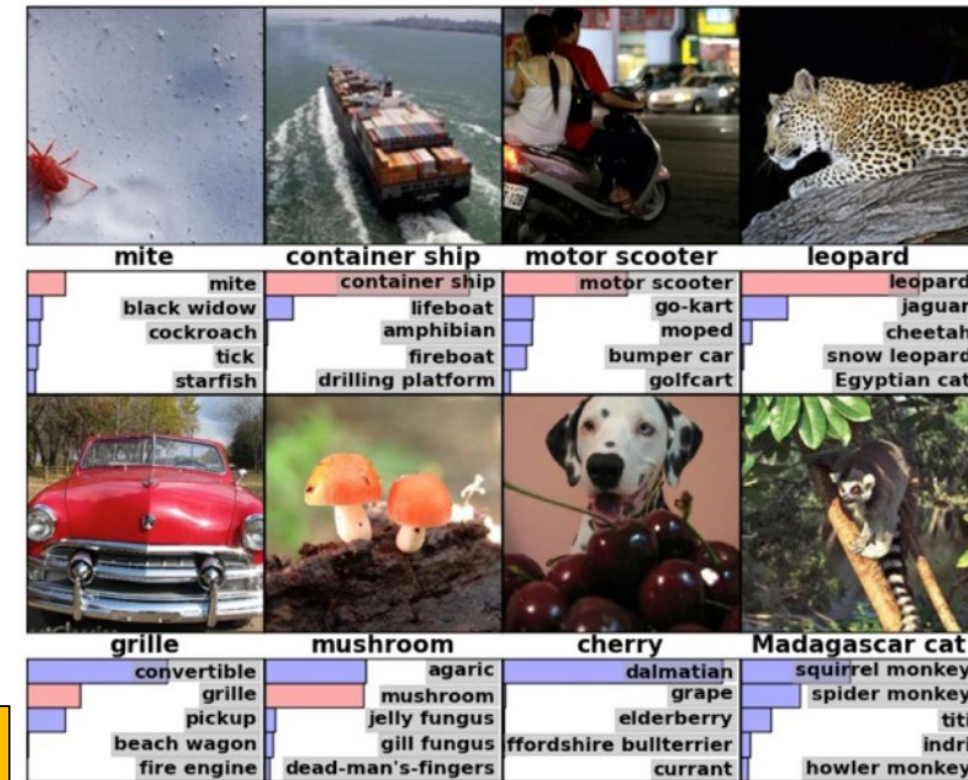 mite
container ship
motor scooter
leopard
mite
black widow
cockroach
tick
starfish
container ship
lifeboat
amphibian
fireboat
drilling platform
motor scooter
go-kart
moped
bumper car
golfcart
leopard
jaguar
cheetah
snow leopard
Egyptian cat
grille
mushroom
cherry
Madagascar cat
convertible
grille
pickup
beach wagon
fire engine
agaric
mushroom
jelly fungus
gill fungus
dead-man's-fingers
dalmatian
grape
elderberry
ffordshire bullterrier
currant
squirrel monkey
spider monkey
titi
indri
howler monkey